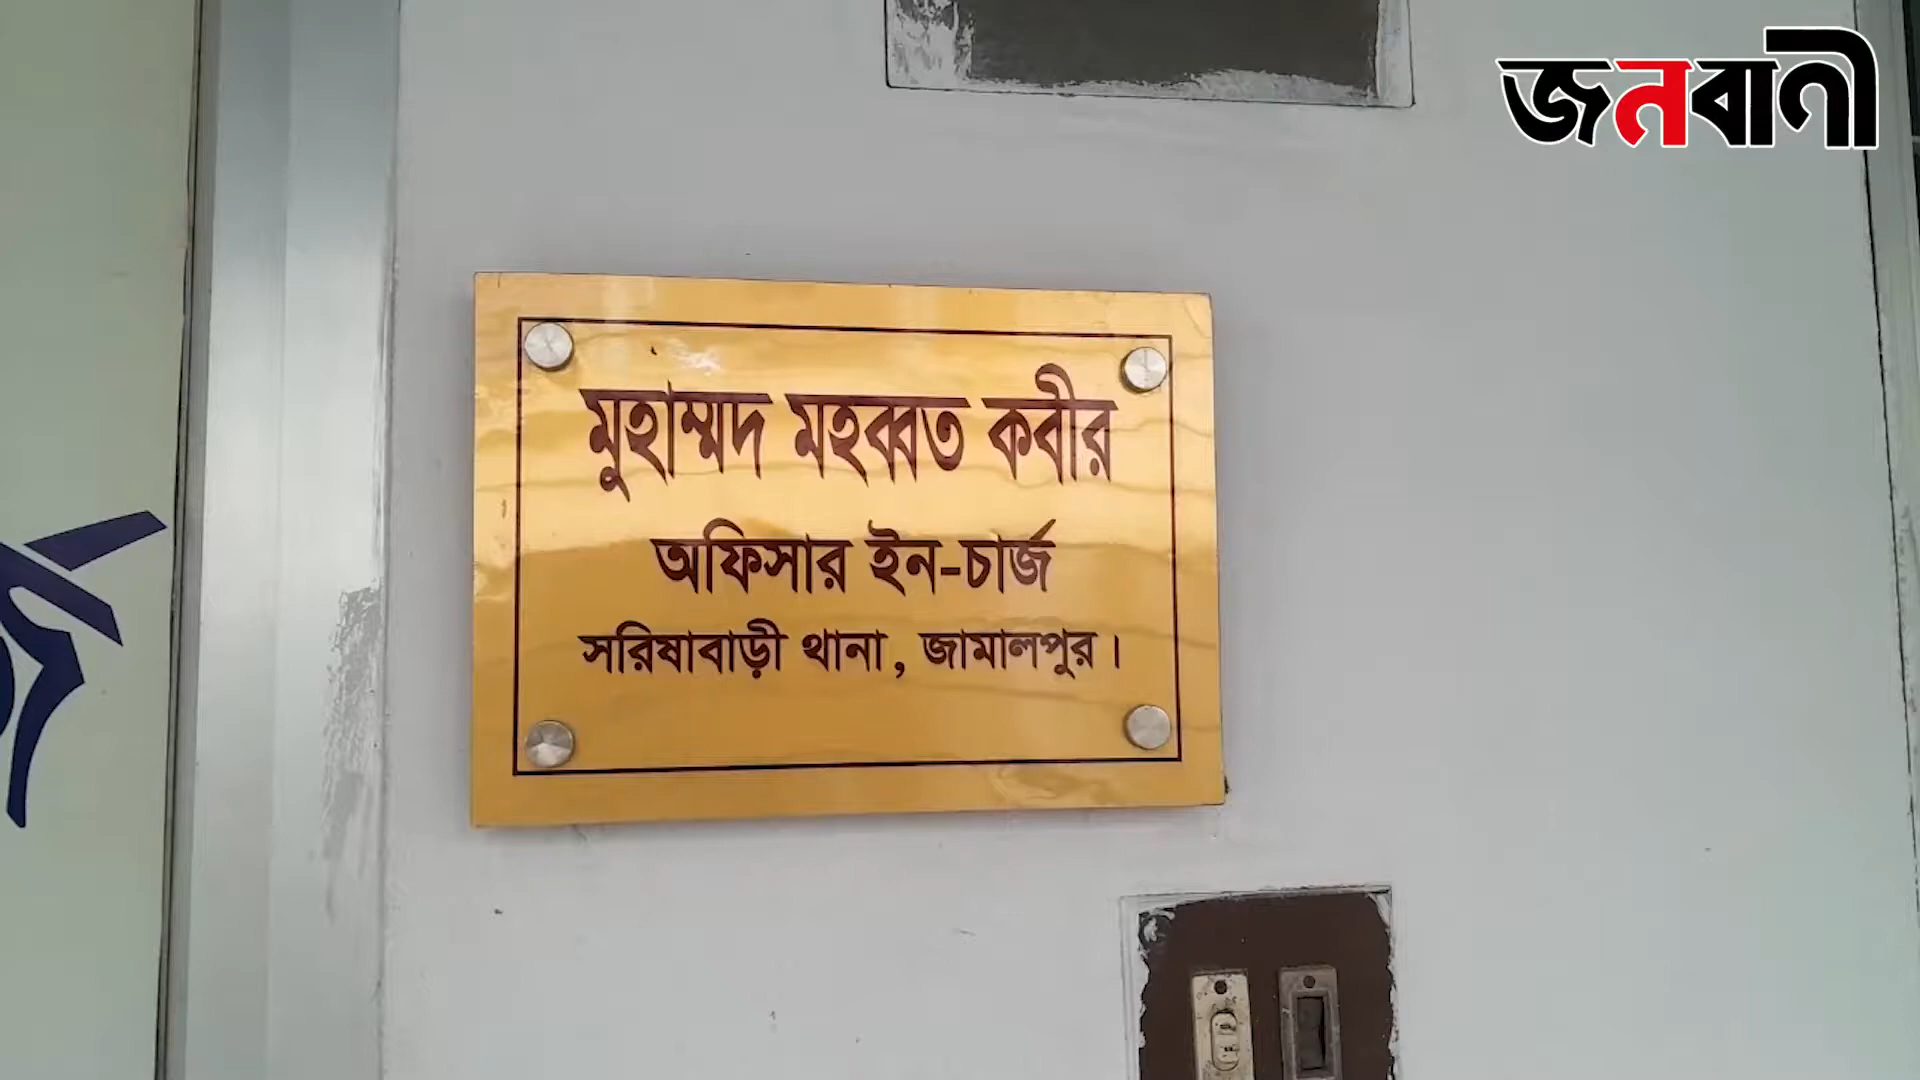 জনবাণী
মুহাম্মদ মহব্বত কবীর
অফিসার ইন-চার্জ
সরিষাবাড়ী থানা, জামালপুর।